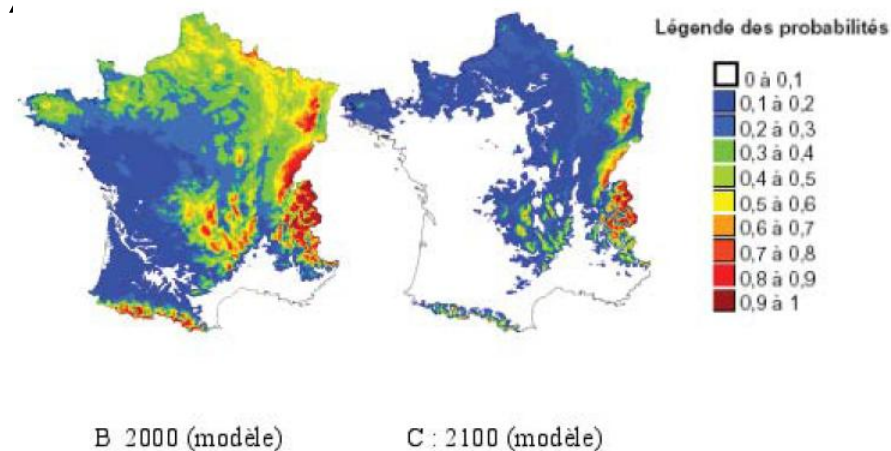 Légende des probabilités
0 à 0,1
0,1 à 0,2
0,2 à 0,3
0,3 à 0,4
0,4 à 0,5
0,5 à 0,6
0,6 à 0,7
0,7 à 0,8
0,8 à 0,9
0,9 à 1
B 2000 (modèle)
C : 2100 (modèle)